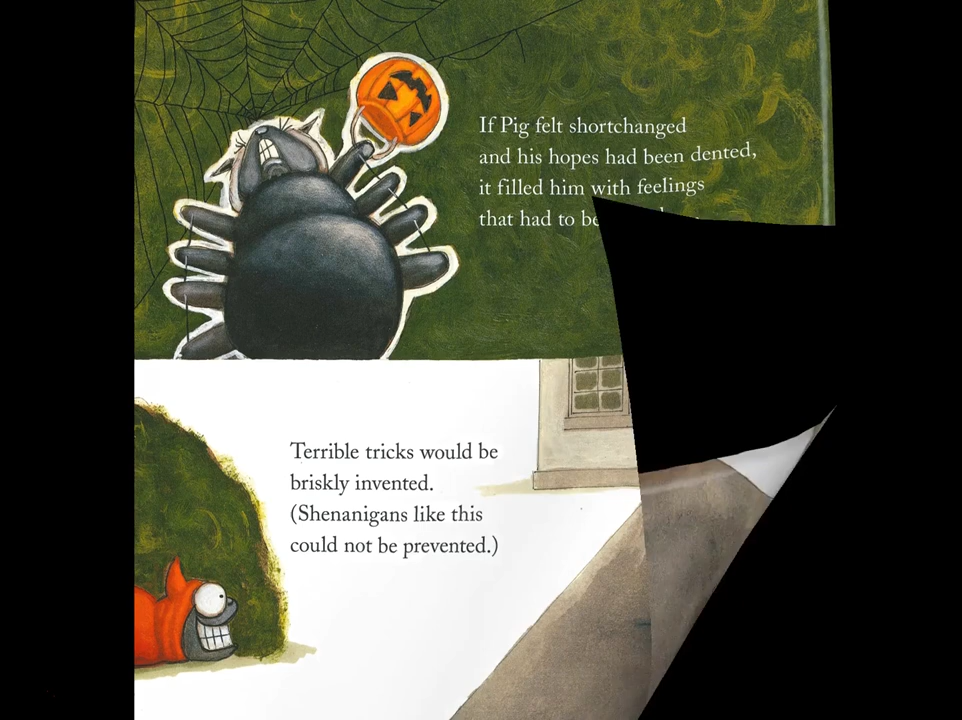 If Pig felt shortchanged
and his hopes had been dented,
it filled him with feelings
that had to be
Terrible tricks would be
briskly invented.
(Shenanigans like this
could not be prevented.)